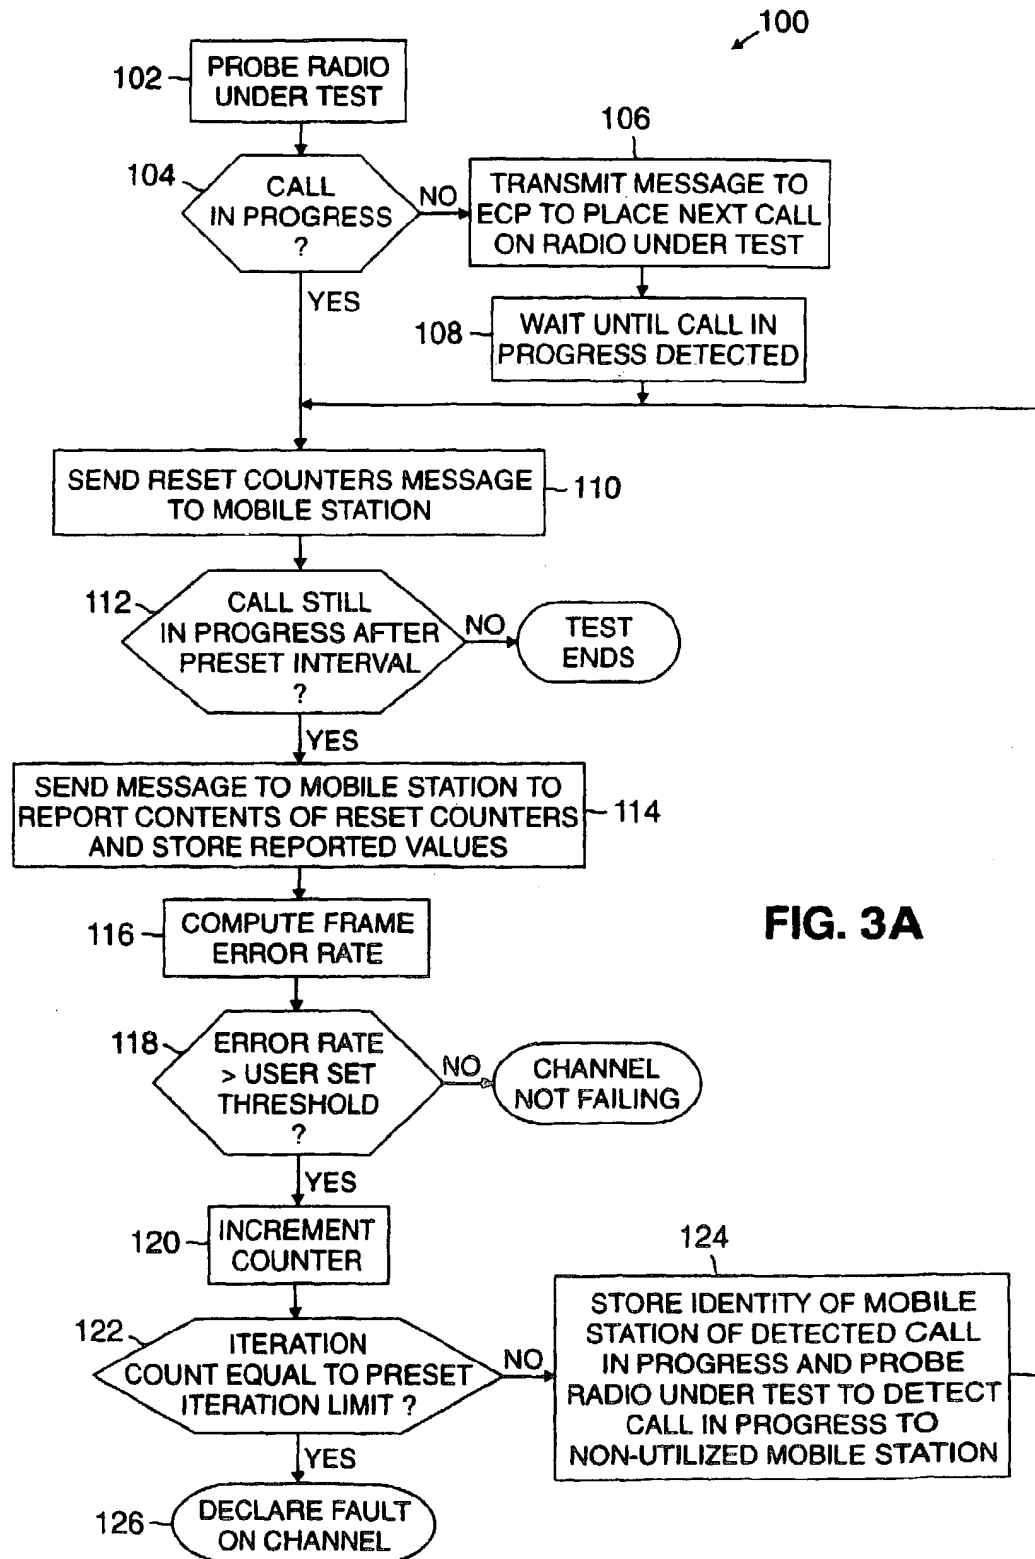 100
102
PROBE RADIO
UNDER TEST
104
CALL
IN PROGRESS
?
NO
106
TRANSMIT MESSAGE TO
ECP TO PLACE NEXT CALL
ON RADIO UNDER TEST
YES
108
WAIT UNTIL CALL IN
PROGRESS DETECTED
SEND RESET COUNTERS MESSAGE
TO MOBILE STATION
110
112
CALL STILL
IN PROGRESS AFTER
PRESET INTERVAL
?
NO
TEST
ENDS
YES
SEND MESSAGE TO MOBILE STATION TO
REPORT CONTENTS OF RESET COUNTERS
AND STORE REPORTED VALUES
114
116
COMPUTE FRAME
ERROR RATE
FIG. 3A
118
ERROR RATE
> USER SET
THRESHOLD
?
NO
CHANNEL
NOT FAILING
YES
120
INCREMENT
COUNTER
122
ITERATION
COUNT EQUAL TO PRESET
ITERATION LIMIT ?
NO
124
STORE IDENTITY OF MOBILE
STATION OF DETECTED CALL
IN PROGRESS AND PROBE
RADIO UNDER TEST TO DETECT
CALL IN PROGRESS TO
NON-UTILIZED MOBILE STATION
YES
126
DECLARE FAULT
ON CHANNEL